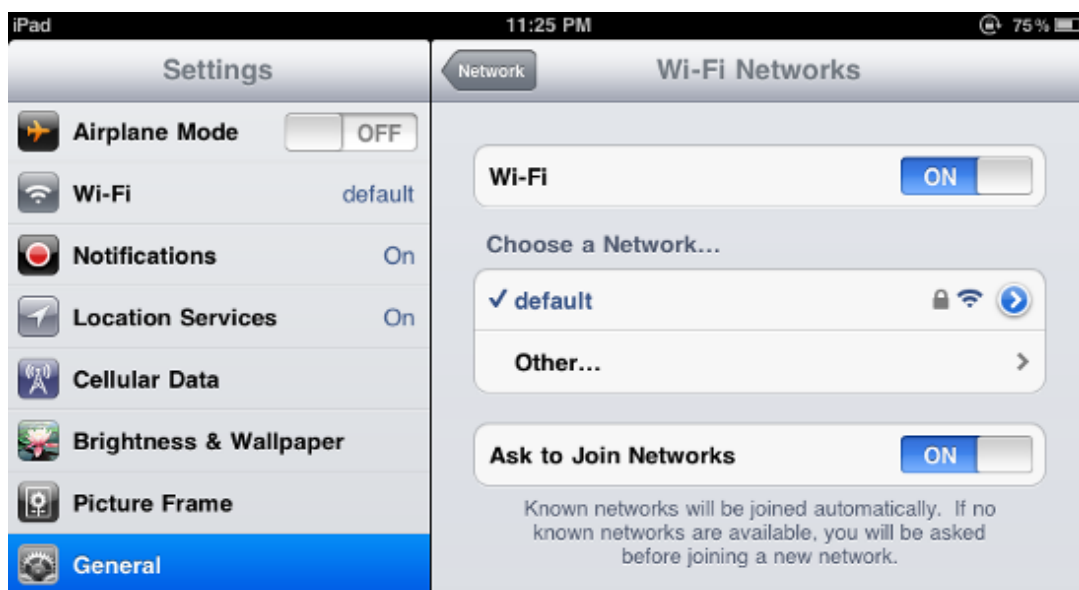 iPad 11:25 PM 75%
Settings
Airplane Mode OFF
Wi-Fi default
Notifications On
Location Services On
Cellular Data
Brightness & Wallpaper
Picture Frame
General
Network Wi-Fi Networks
Wi-Fi ON
Choose a Network...
✓ default
Other...
Ask to Join Networks ON
Known networks will be joined automatically. If no
known networks are available, you will be asked
before joining a new network.